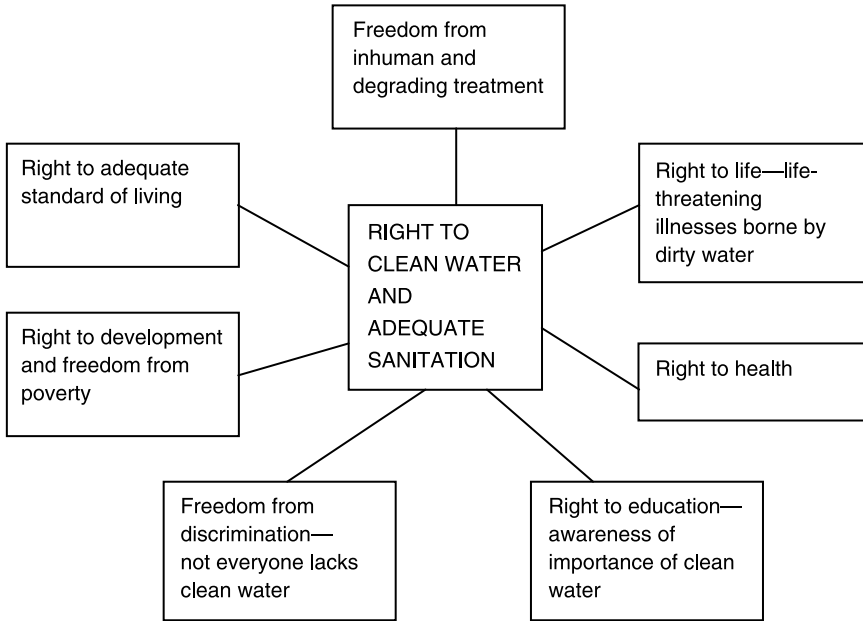 Freedom from
inhuman and
degrading treatment
Right to adequate
standard of living
Right to life—life-
threatening
illnesses borne by
dirty water
RIGHT TO
CLEAN WATER
AND
ADEQUATE
SANITATION
Right to development
and freedom from
poverty
Right to health
Freedom from
discrimination—
not everyone lacks
clean water
Right to education—
awareness of
importance of clean
water